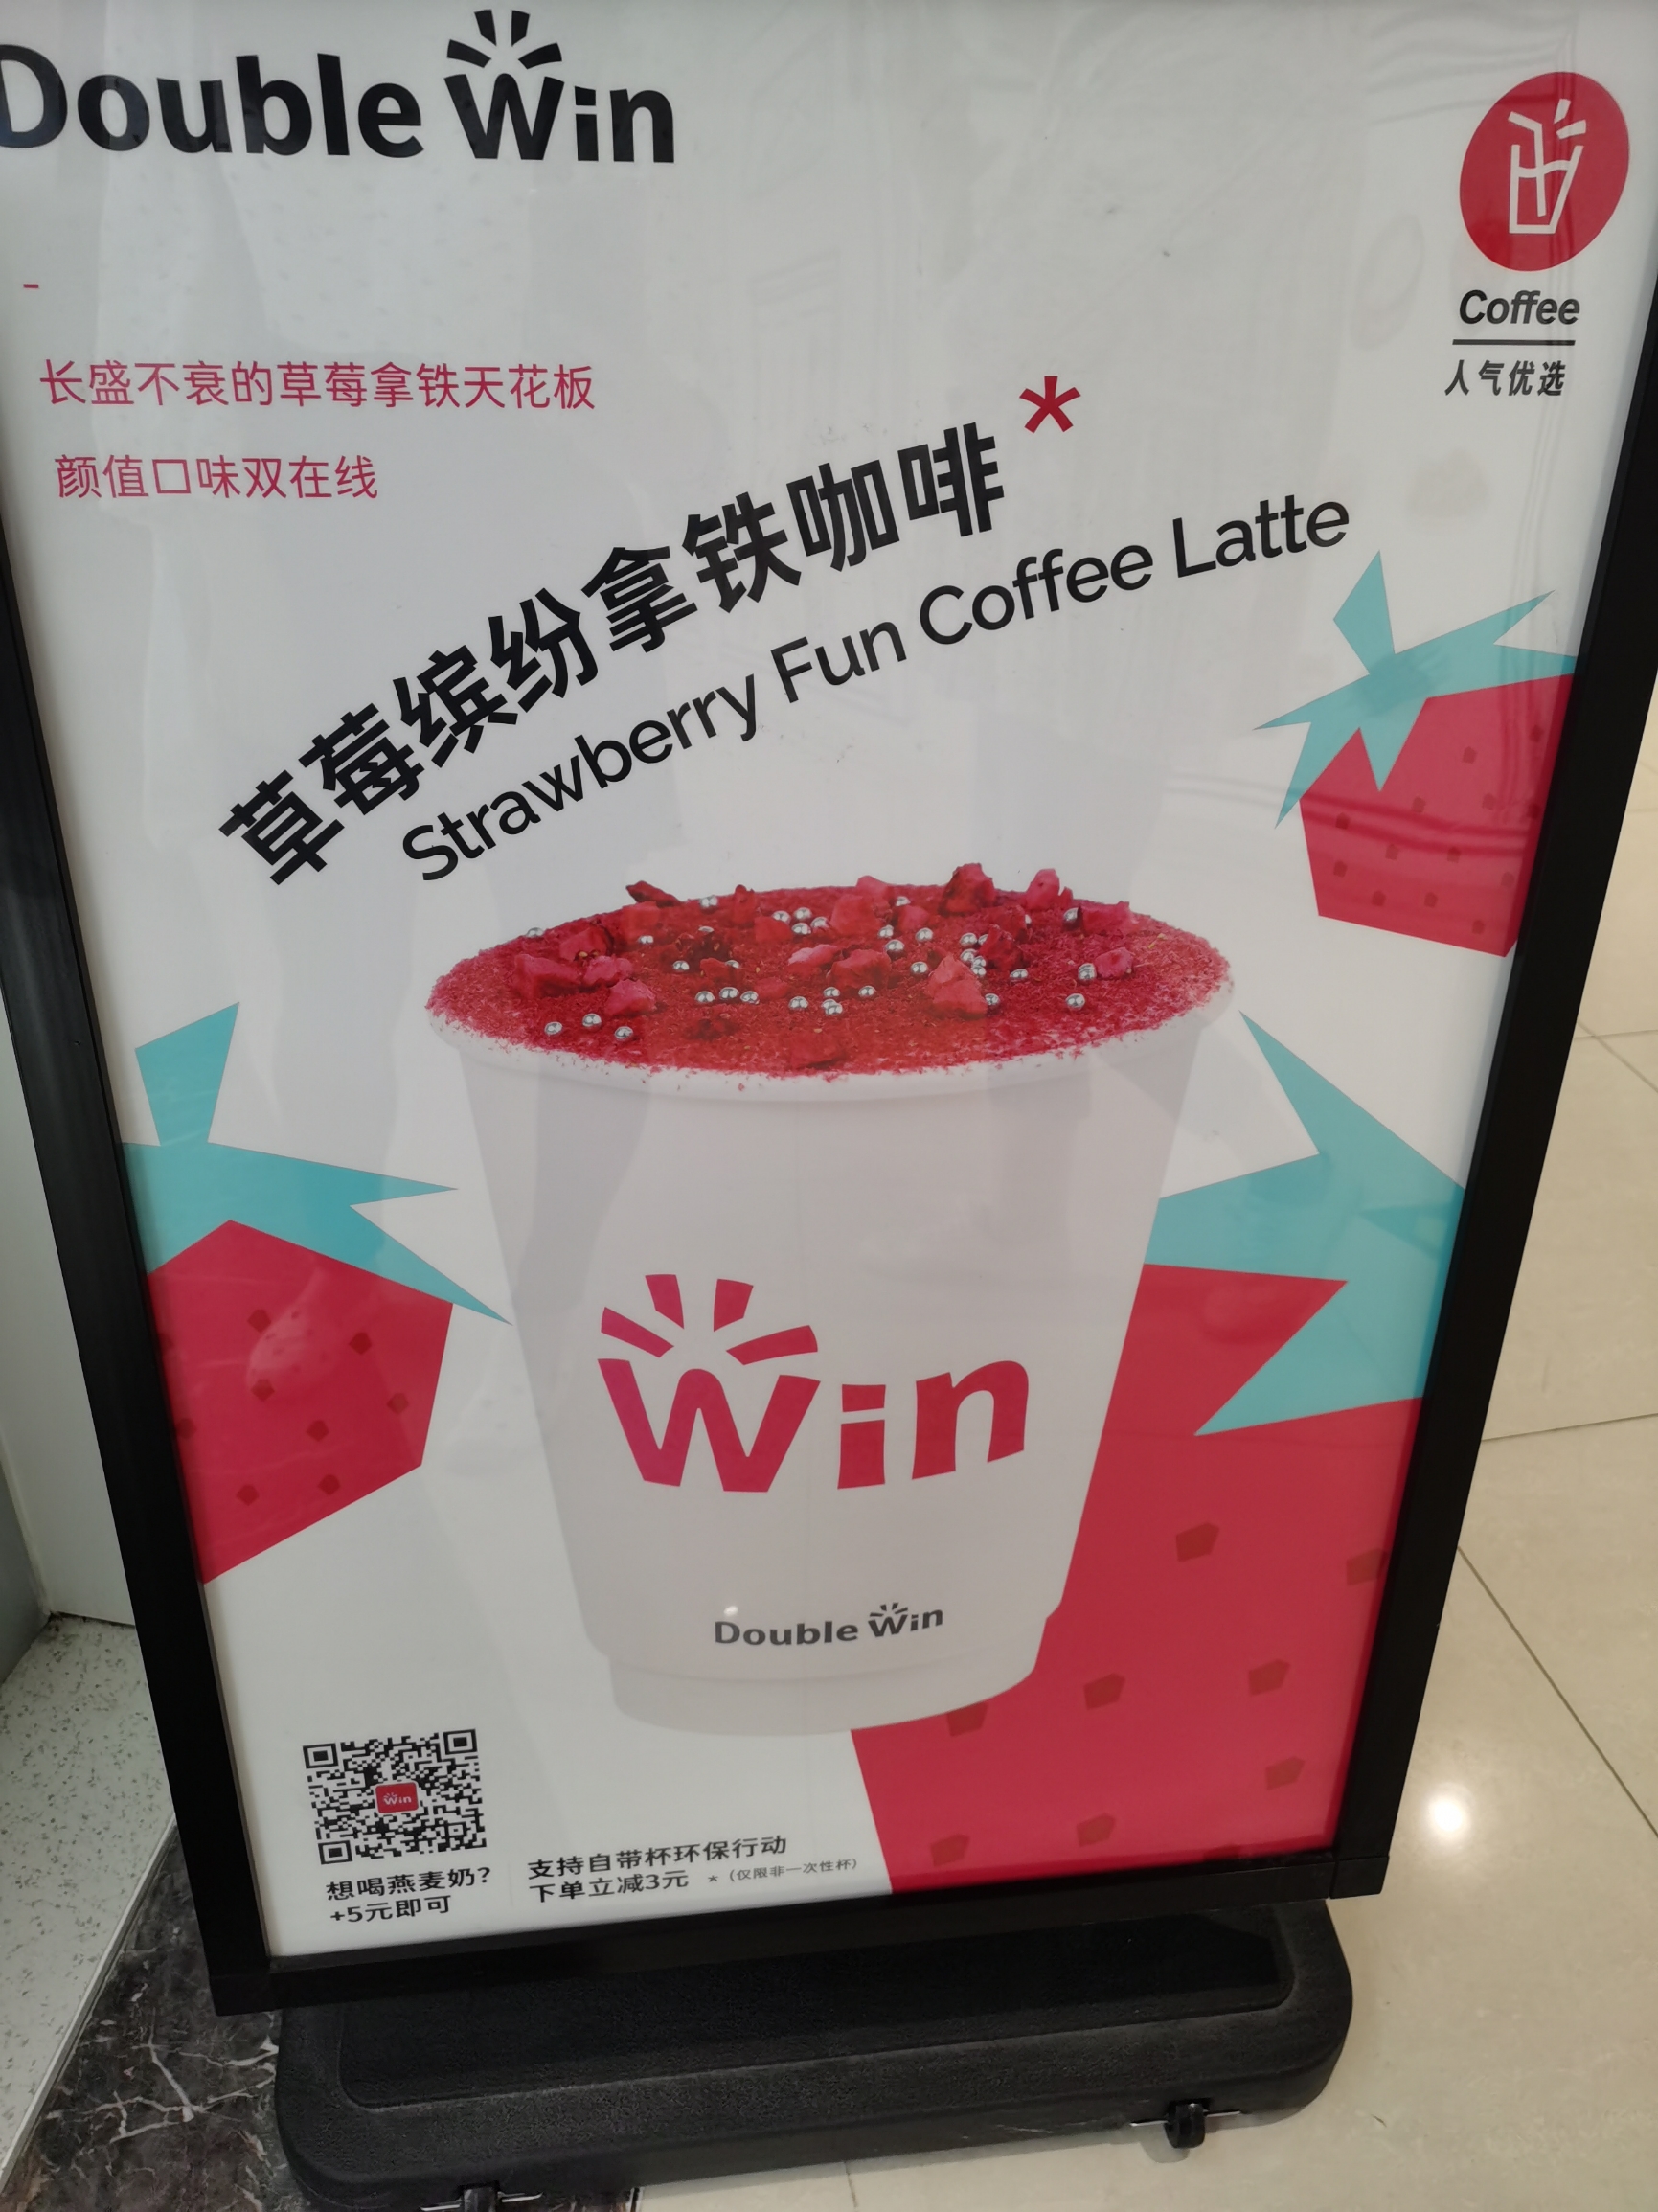 Double Win
Coffee
人气优选
-
长盛不衰的草莓拿铁天花板
颜值口味双在线
草莓缤纷拿铁咖啡*
Strawberry Fun Coffee Latte
Win
Double Win
Win
想喝燕麦奶?
+5元即可
支持自带杯环保行动
下单立减3元 *（仅限非一次性杯）